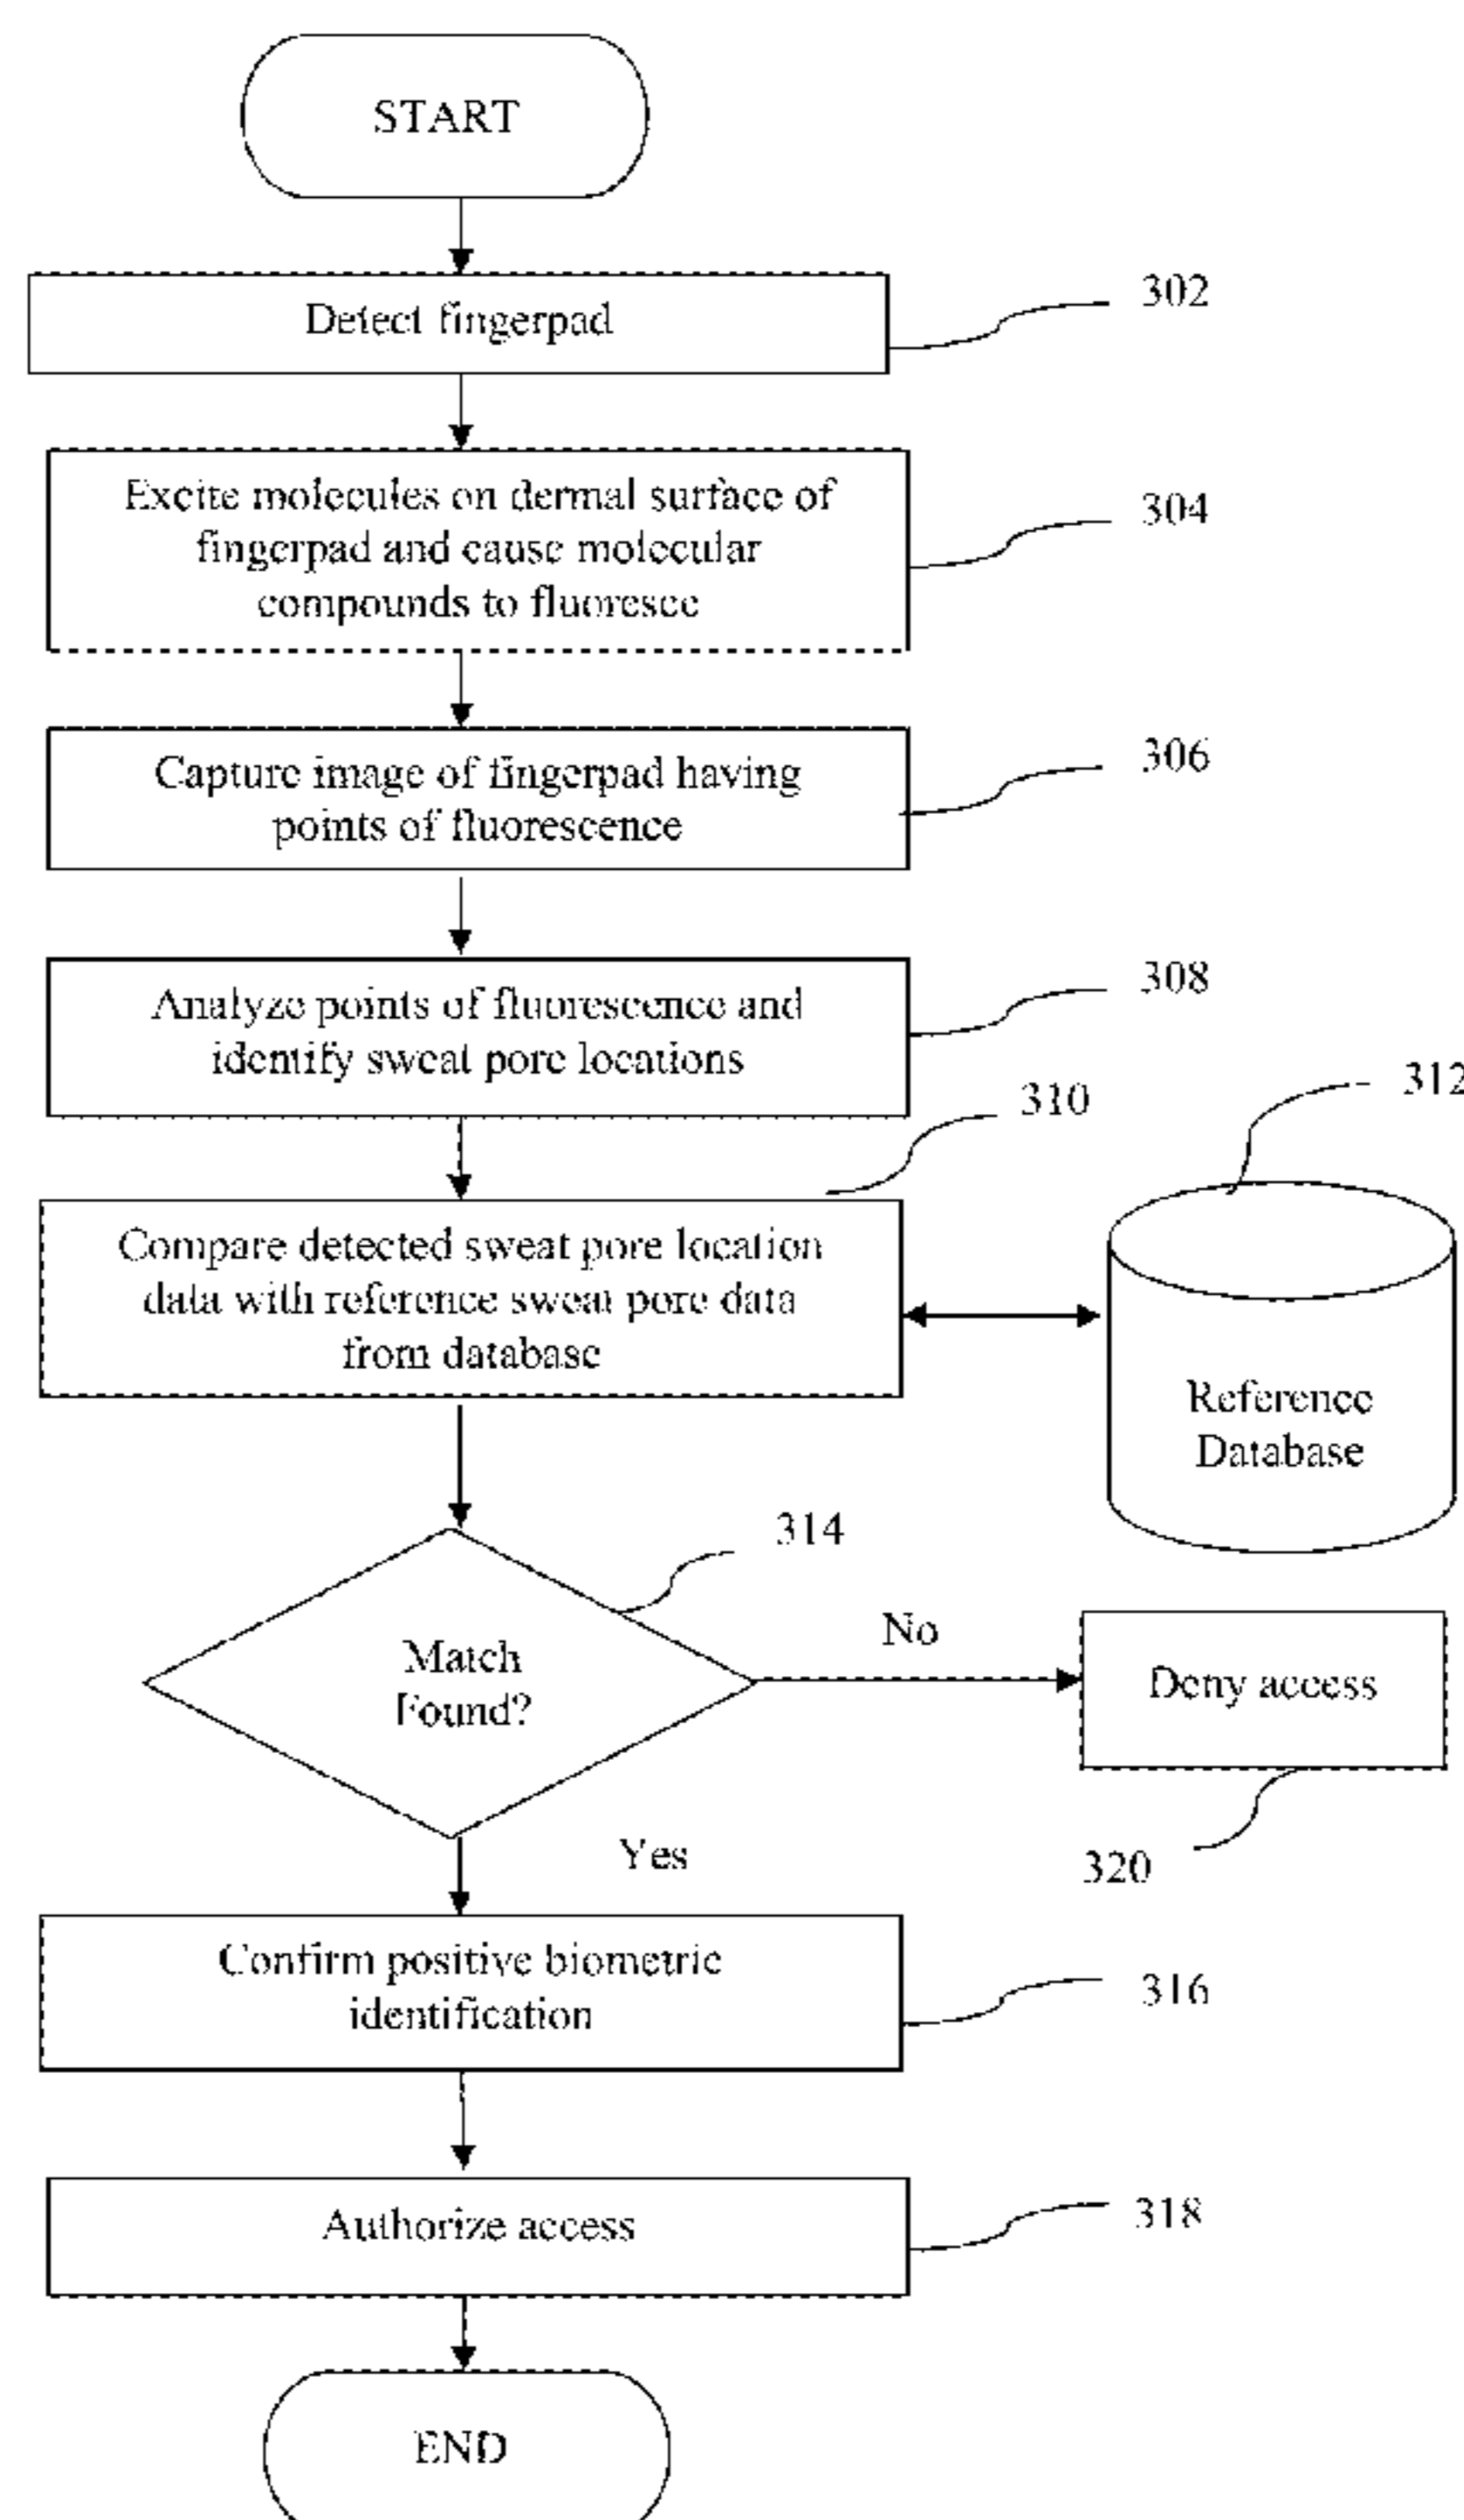 START
Detect fingerpad
302
Excite molecules on dermal surface of
fingerpad and cause molecular
compounds to fluoresce
304
Capture image of fingerpad having
points of fluorescence
306
Analyze points of fluorescence and
identify sweat pore locations
308
310
312
Compare detected sweat pore location
data with reference sweat pore data
from database
Reference
Database
314
Match
Found?
No
Deny access
320
Yes
Confirm positive biometric
identification
316
Authorize access
318
END